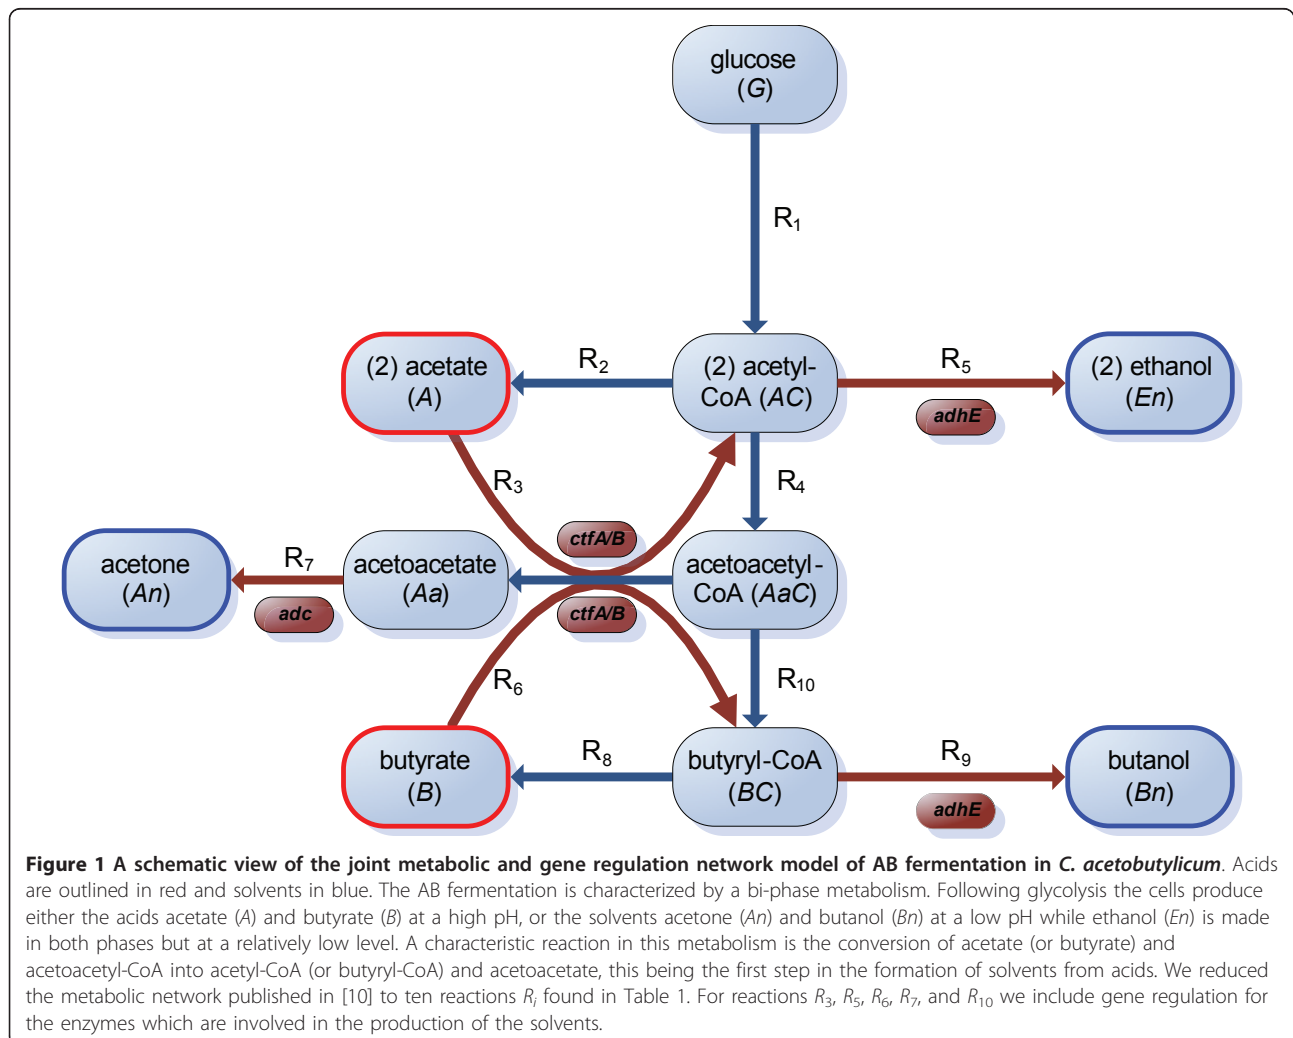 glucose
(G)
R₁
(2) acetate
(A)
R₂
(2) acetyl-
CoA (AC)
R₅
adhE
(2) ethanol
(En)
R₃
R₄
ctfA/B
acetone
(An)
R₇
adc
acetoacetate
(Aa)
ctfA/B
acetoacetyl-
CoA (AaC)
R₆
R₁₀
butyrate
(B)
R₈
butyryl-CoA
(BC)
R₉
adhE
butanol
(Bn)
Figure 1 A schematic view of the joint metabolic and gene regulation network model of AB fermentation in C. acetobutylicum. Acids
are outlined in red and solvents in blue. The AB fermentation is characterized by a bi-phase metabolism. Following glycolysis the cells produce
either the acids acetate (A) and butyrate (B) at a high pH, or the solvents acetone (An) and butanol (Bn) at a low pH while ethanol (En) is made
in both phases but at a relatively low level. A characteristic reaction in this metabolism is the conversion of acetate (or butyrate) and
acetoacetyl-CoA into acetyl-CoA (or butyryl-CoA) and acetoacetate, this being the first step in the formation of solvents from acids. We reduced
the metabolic network published in [10] to ten reactions Rᵢ found in Table 1. For reactions R₃, R₅, R₆, R₇, and R₁₀ we include gene regulation for
the enzymes which are involved in the production of the solvents.